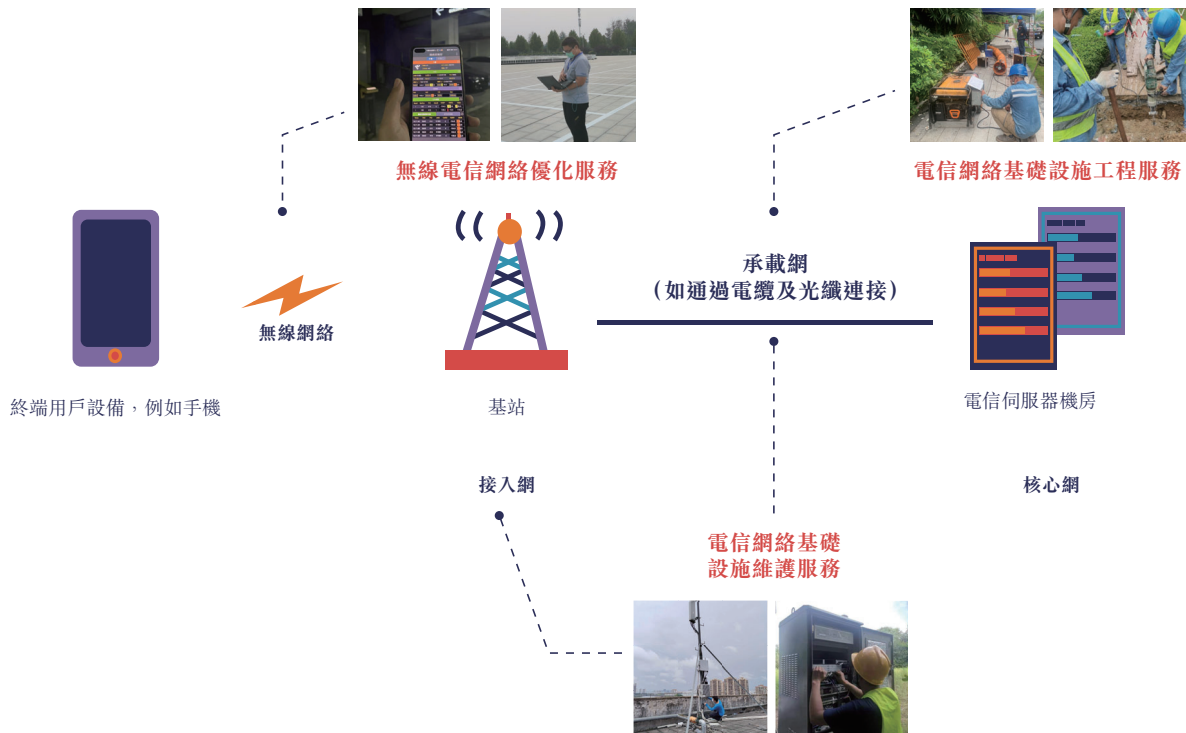 無線電信網絡優化服務
電信網絡基礎設施工程服務
承載網
（如通過電纜及光纖連接）
無線網絡
終端用戶設備，例如手機
基站
電信伺服器機房
接入網
核心網
電信網絡基礎
設施維護服務